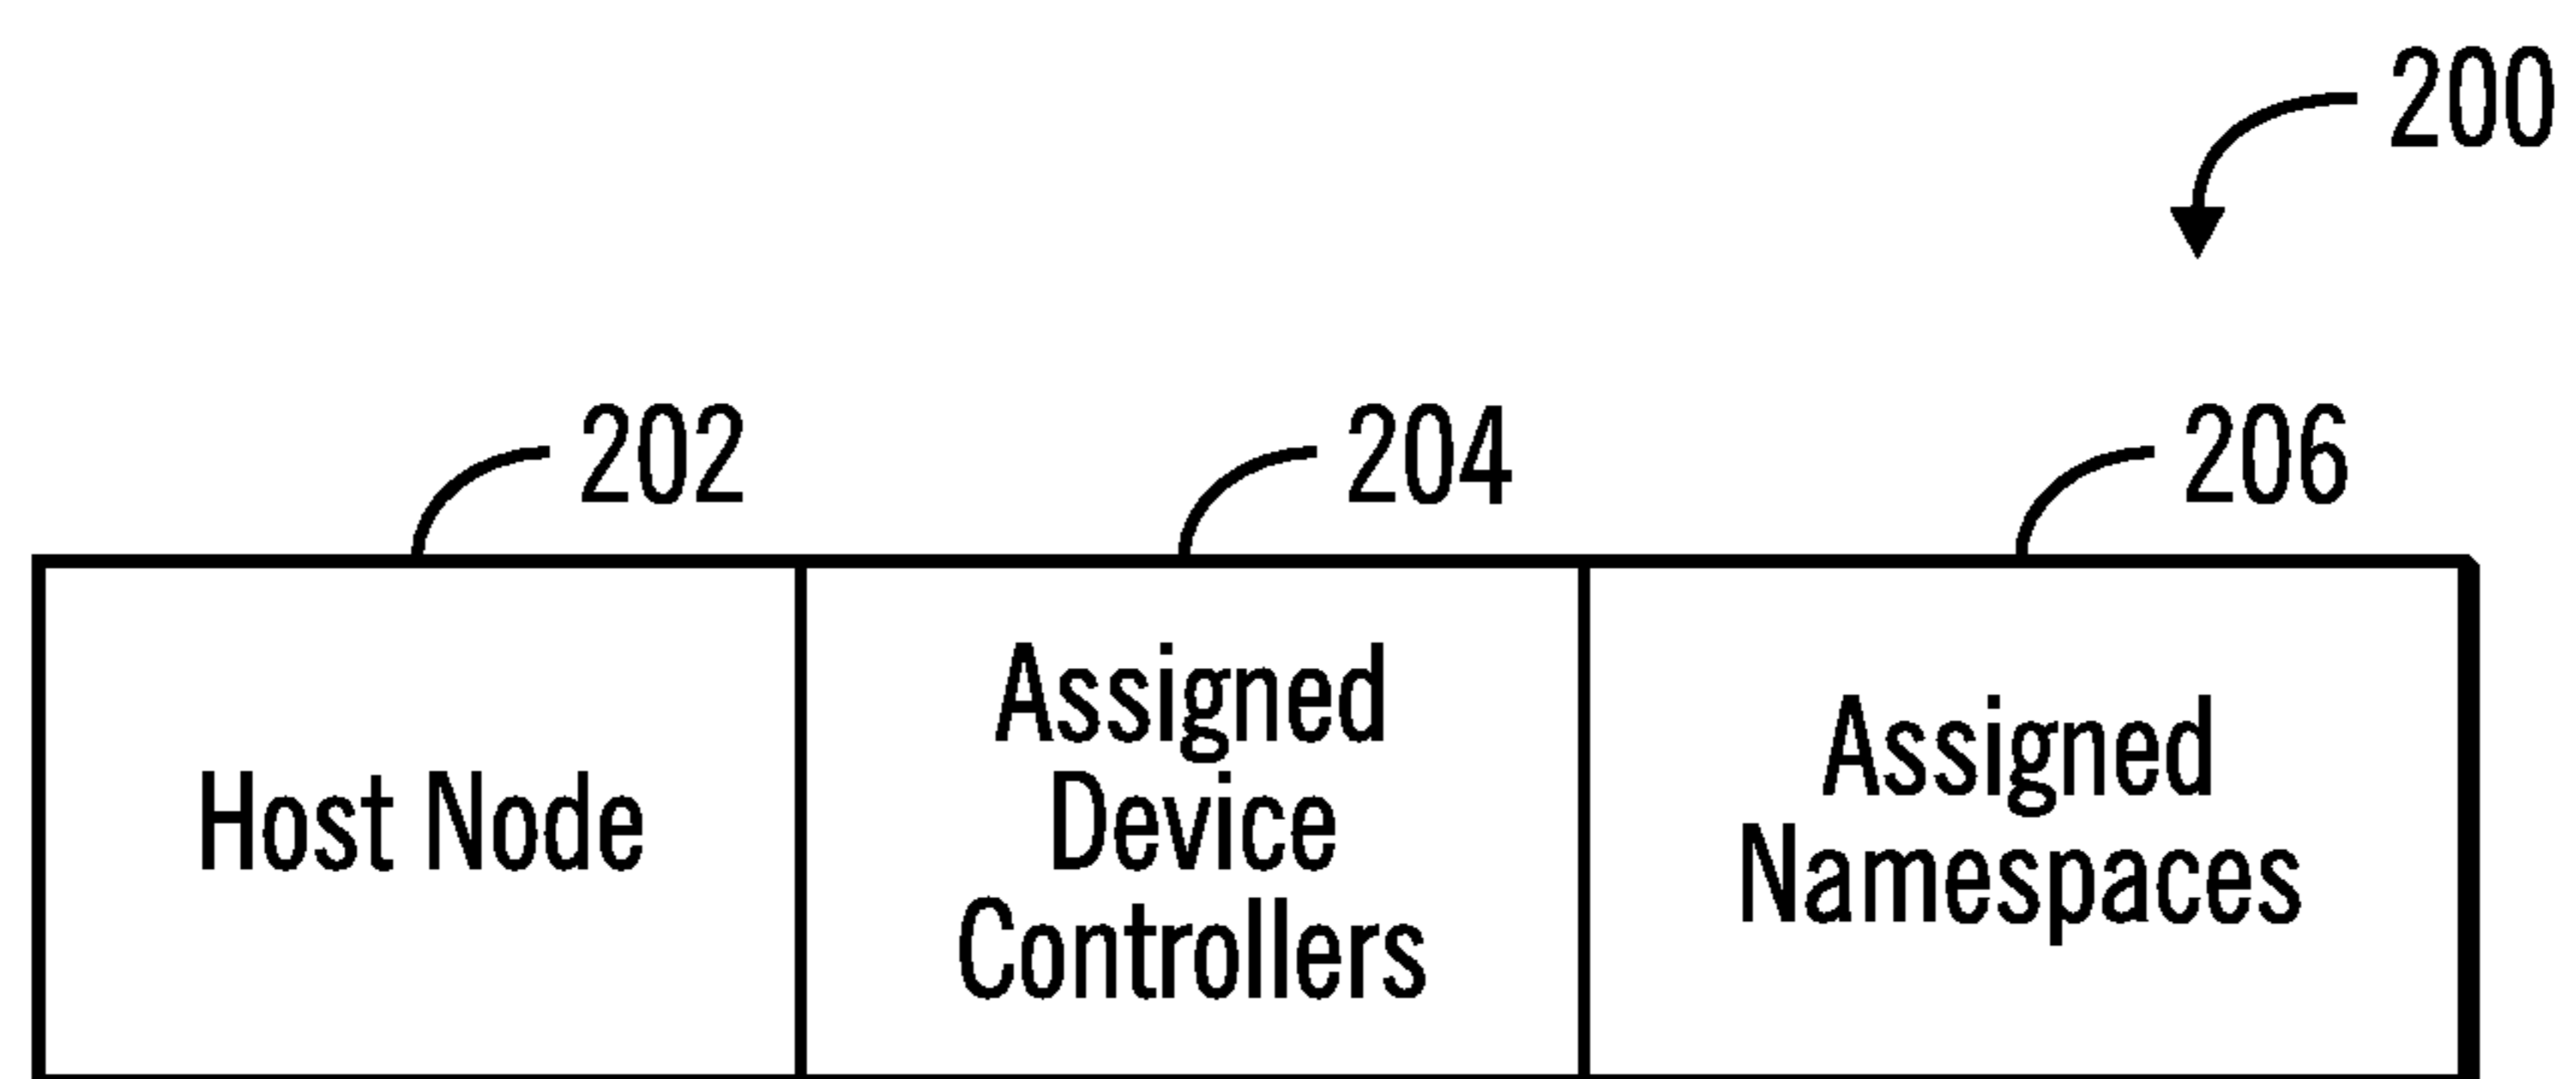 200
202
204
206
Host Node
Assigned
Device
Controllers
Assigned
Namespaces